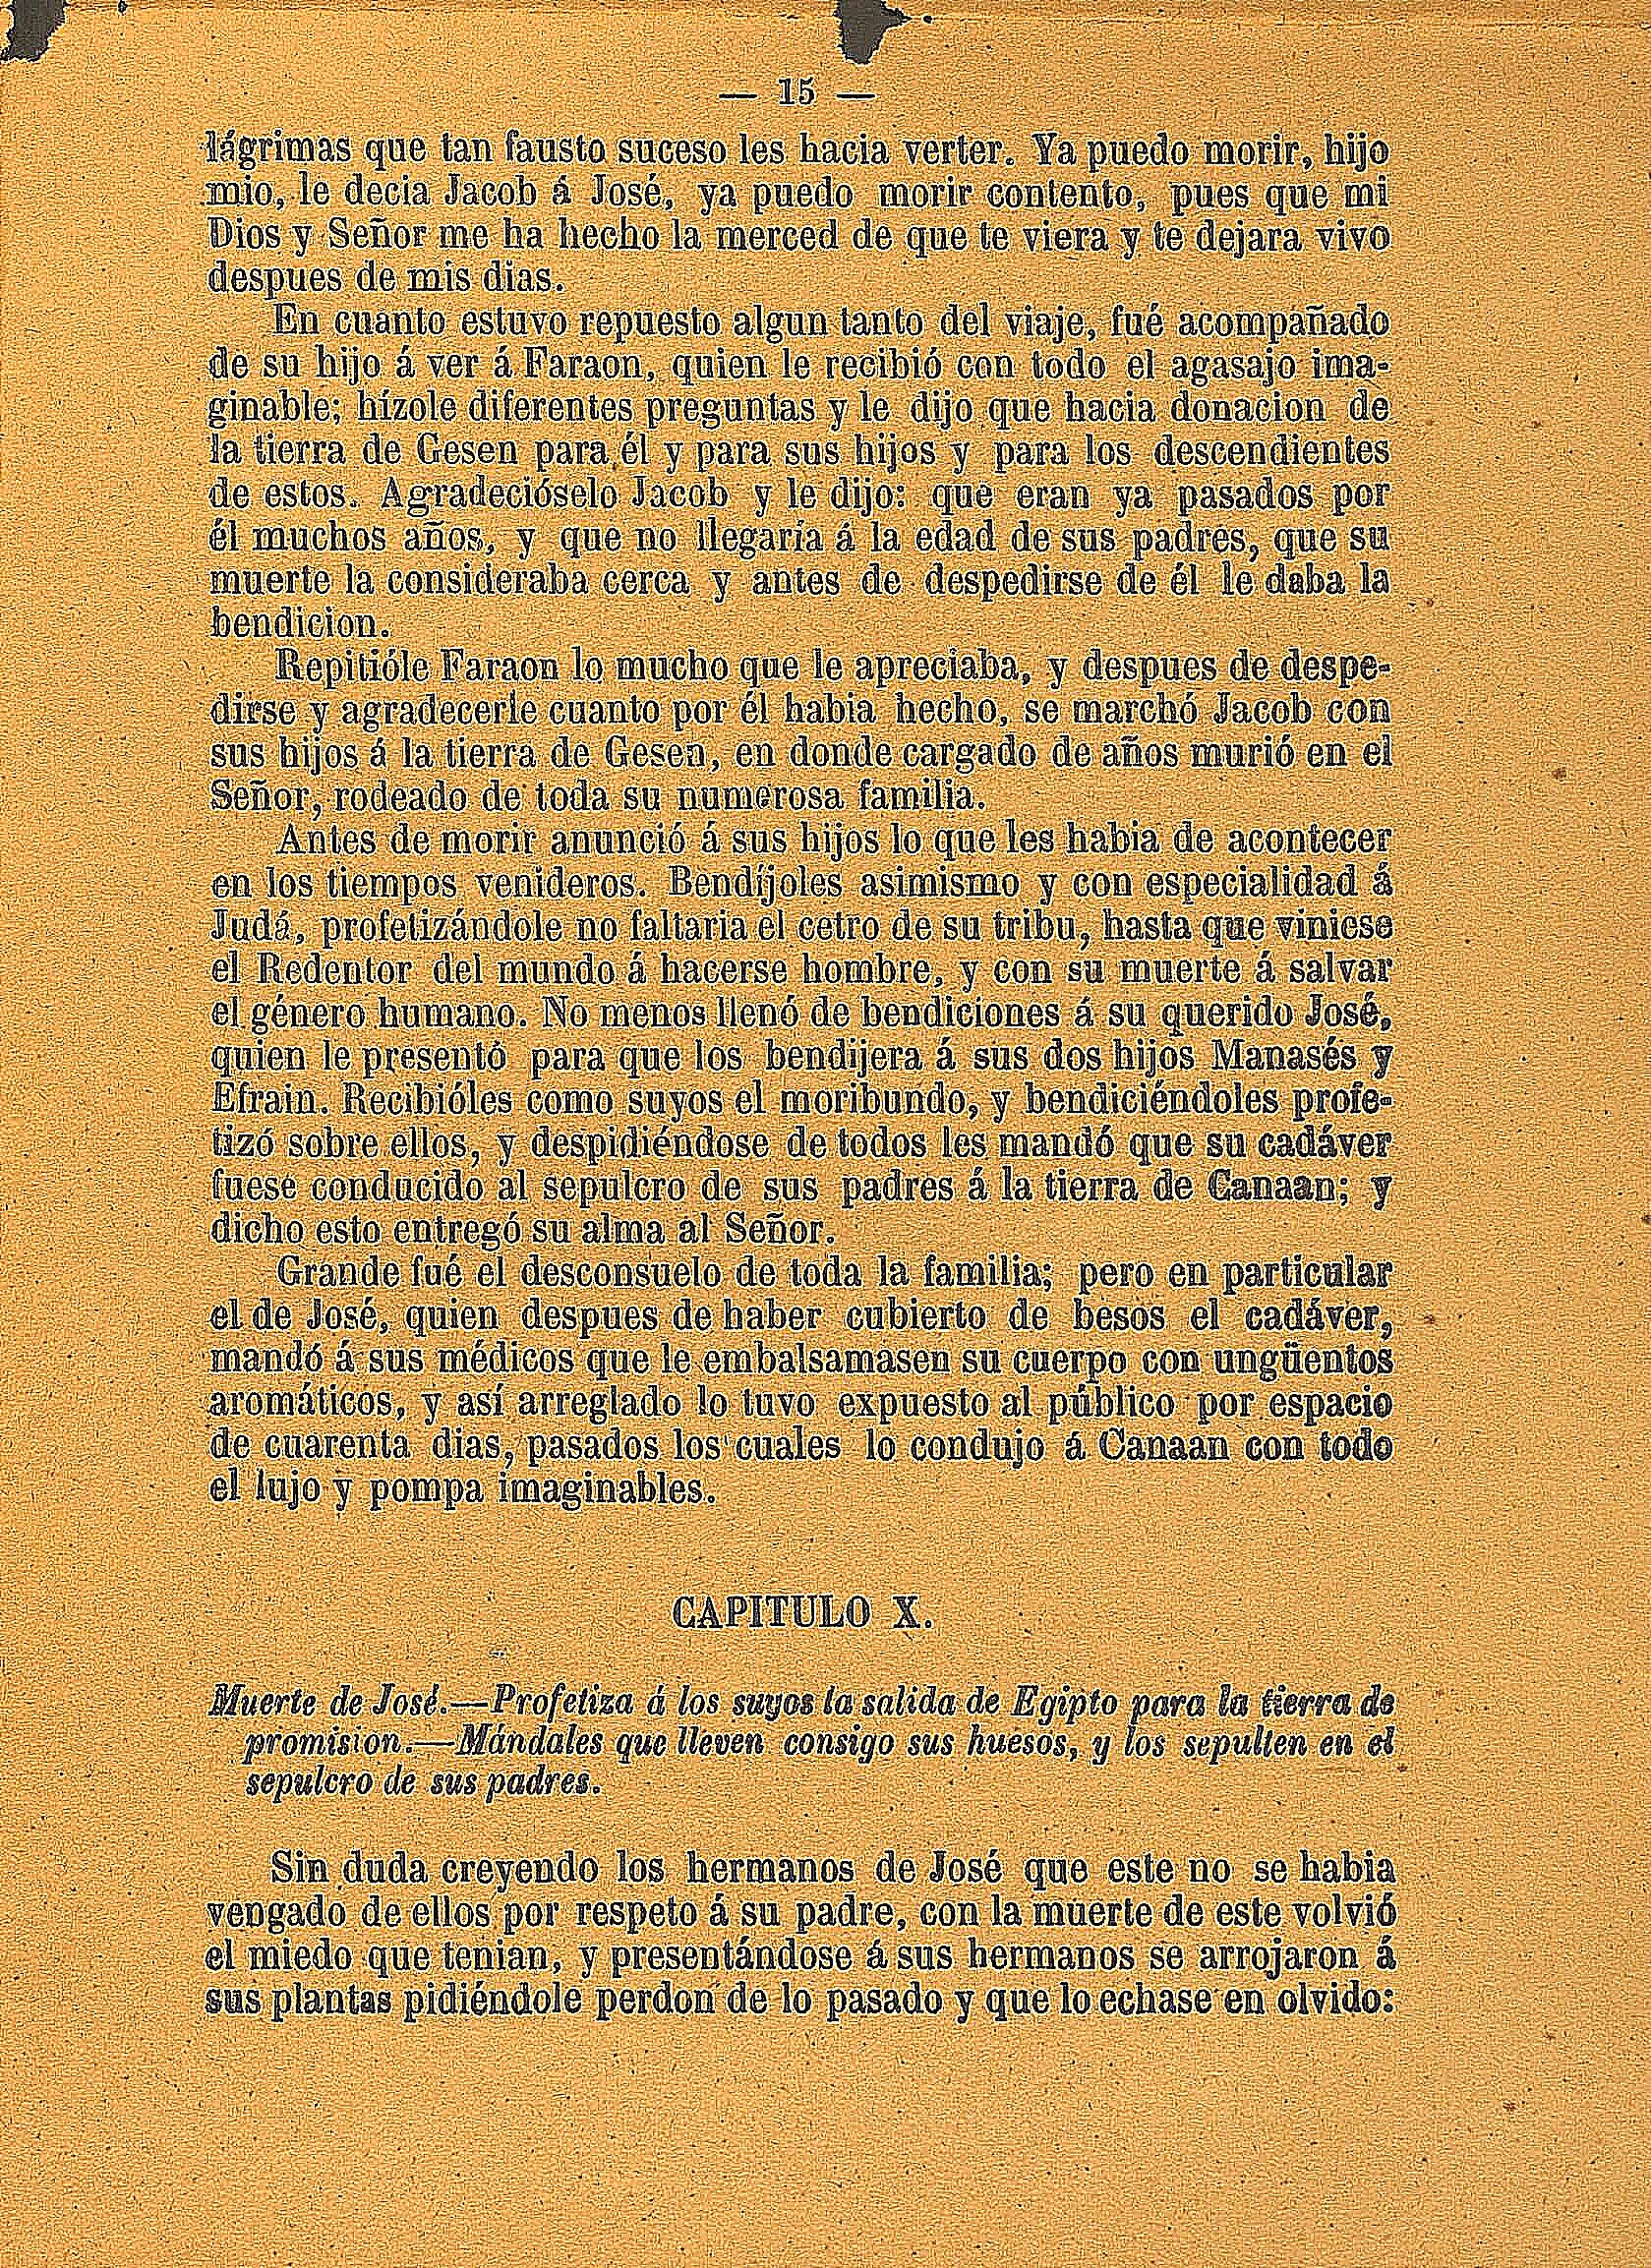 — 15 —
lágrimas que tan fausto suceso les hacia verter. Ya puedo morir, hijo
mio, le decia Jacob á José, ya puedo morir contento, pues que mi
Dios y Señor me ha hecho la merced de que te viera y te dejara vivo
despues de mis dias.
En cuanto estuvo repuesto algun tanto del viaje, fué acompañado
de su hijo á ver á Faraon, quien le recibió con todo el agasajo ima-
ginable; hízole diferentes preguntas y le dijo que hacia donacion de
la tierra de Gesen para él y para sus hijos y para los descendientes
de estos. Agradecióselo Jacob y le dijo: que eran ya pasados por
él muchos años, y que no llegaria á la edad de sus padres, que su
muerte la consideraba cerca y antes de despedirse de él le daba la
bendicion.
Repitióle Faraon lo mucho que le apreciaba, y despues de despe-
dirse y agradecerle cuanto por él habia hecho, se marchó Jacob con
sus hijos á la tierra de Gesen, en donde cargado de años murió en el
Señor, rodeado de toda su numerosa familia.
Antes de morir anunció á sus hijos lo que les habia de acontecer
en los tiempos venideros. Bendíjoles asimismo y con especialidad á
Judá, profetizándole no faltaria el cetro de su tribu, hasta que viniese
el Redentor del mundo á hacerse hombre, y con su muerte á salvar
el género humano. No menos llenó de bendiciones á su querido José,
quien le presentó para que los bendijera á sus dos hijos Manasés y
Efrain. Recibióles como suyos el moribundo, y bendiciéndoles profe-
tizó sobre ellos, y despidiéndose de todos les mandó que su cadáver
fuese conducido al sepulcro de sus padres á la tierra de Canaan; y
dicho esto entregó su alma al Señor.
Grande fué el desconsuelo de toda la familia; pero en particular
el de José, quien despues de haber cubierto de besos el cadáver,
mandó á sus médicos que le embalsamasen su cuerpo con ungüentos
aromáticos, y así arreglado lo tuvo expuesto al público por espacio
de cuarenta dias, pasados los cuales lo condujo á Canaan con todo
el lujo y pompa imaginables.
CAPITULO X.
Muerte de José.—Profetiza á los suyos la salida de Egipto para la tierra de
promision.—Mándales que lleven consigo sus huesos, y los sepulten en el
sepulcro de sus padres.
Sin duda creyendo los hermanos de José que este no se habia
vengado de ellos por respeto á su padre, con la muerte de este volvió
el miedo que tenian, y presentándose á sus hermanos se arrojaron á
sus plantas pidiéndole perdon de lo pasado y que lo echase en olvido: